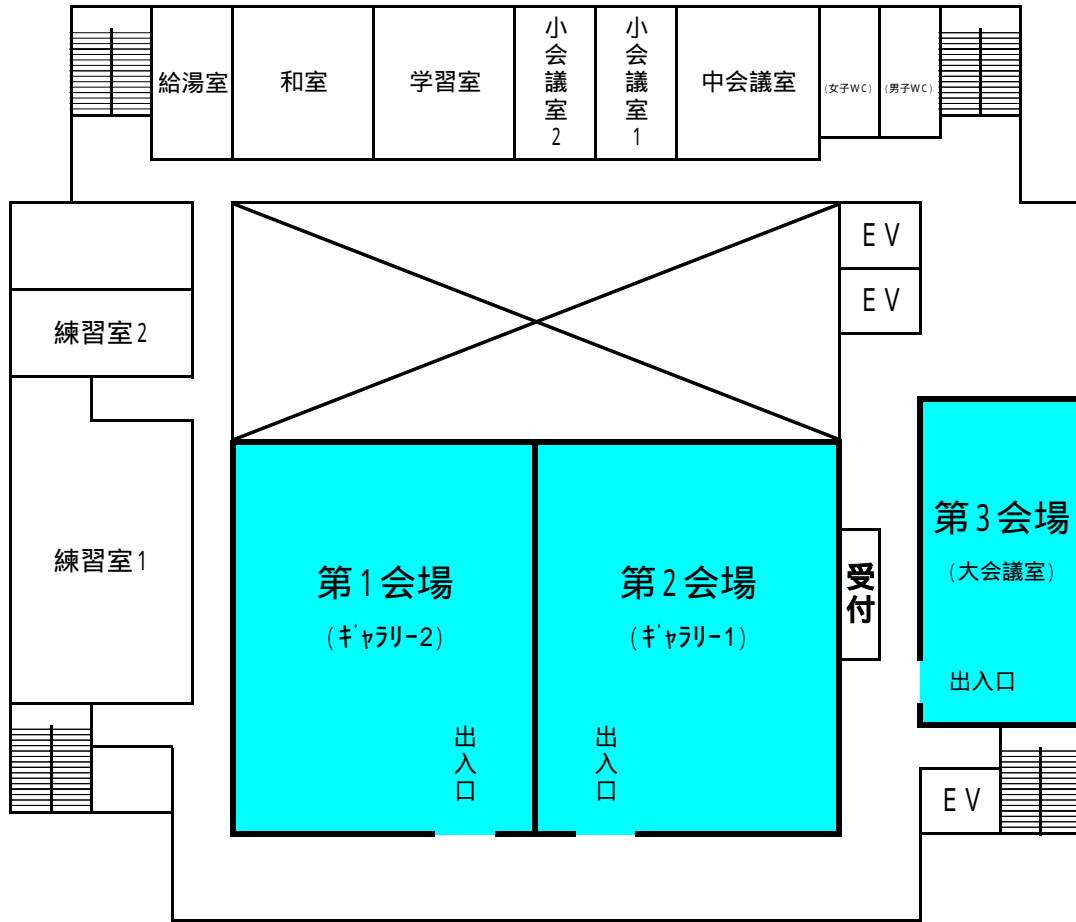 給湯室
和室
学習室
小会議室2
小会議室1
中会議室
(女子WC)
(男子WC)
EV
EV
練習室2
練習室1
第1会場
(ギャラリー2)
出入口
第2会場
(ギャラリー1)
出入口
受付
第3会場
(大会議室)
出入口
EV